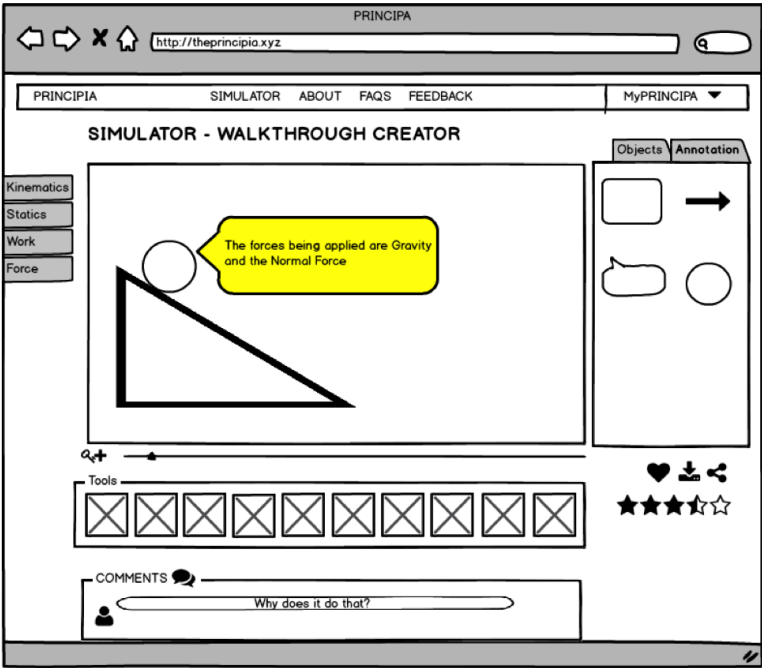 PRINCIPA
http://theprincipia.xyz
PRINCIPIA SIMULATOR ABOUT FAQS FEEDBACK MyPRINCIPA
SIMULATOR - WALKTHROUGH CREATOR
Objects Annotation
Kinematics
Statics
Work
Force
The forces being applied are Gravity
and the Normal Force
Tools
COMMENTS
Why does it do that?